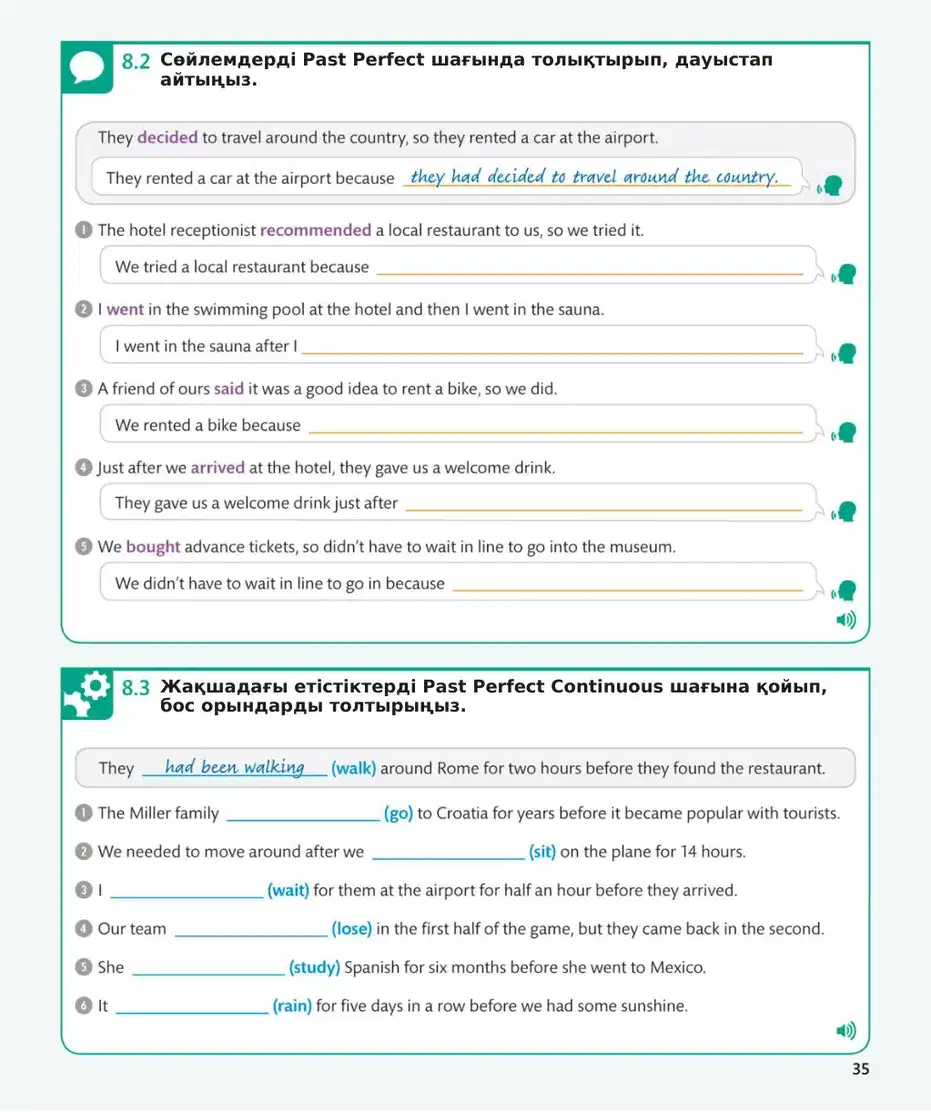 8.2 Сөйлемдерді Past Perfect шағында толықтырып, дауыстап
айтыңыз.
They decided to travel around the country, so they rented a car at the airport.
They rented a car at the airport because they had decided to travel around the country.
1 The hotel receptionist recommended a local restaurant to us, so we tried it.
We tried a local restaurant because
2 I went in the swimming pool at the hotel and then I went in the sauna.
I went in the sauna after I
3 A friend of ours said it was a good idea to rent a bike, so we did.
We rented a bike because
4 Just after we arrived at the hotel, they gave us a welcome drink.
They gave us a welcome drink just after
5 We bought advance tickets, so didn't have to wait in line to go into the museum.
We didn't have to wait in line to go in because
8.3 Жақшадағы етістіктерді Past Perfect Continuous шағына қойып,
бос орындарды толтырыңыз.
They had been walking (walk) around Rome for two hours before they found the restaurant.
1 The Miller family ____ (go) to Croatia for years before it became popular with tourists.
2 We needed to move around after we ____ (sit) on the plane for 14 hours.
3 I ____ (wait) for them at the airport for half an hour before they arrived.
4 Our team ____ (lose) in the first half of the game, but they came back in the second.
5 She ____ (study) Spanish for six months before she went to Mexico.
6 It ____ (rain) for five days in a row before we had some sunshine.
35